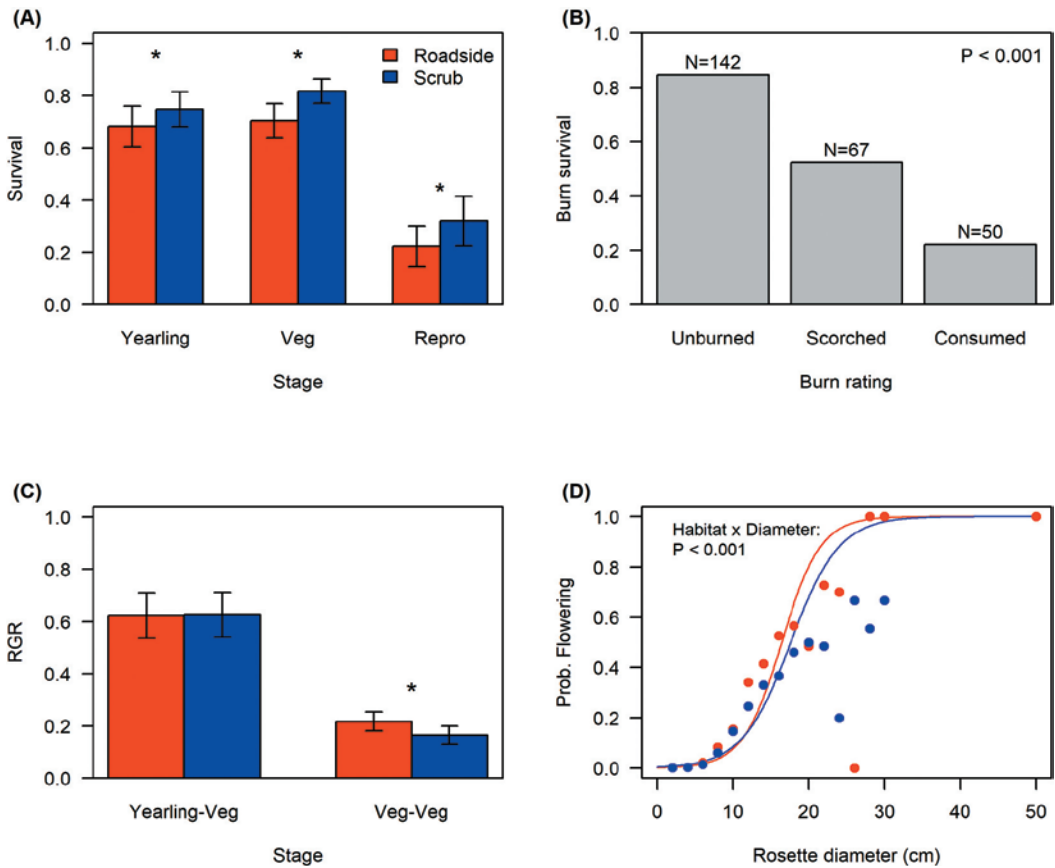 (A)
1.0
0.8
0.6
0.4
0.2
0.0
Survival
* * *
Roadside
Scrub
Yearling Veg Repro
Stage
(B)
1.0
0.8
0.6
0.4
0.2
0.0
Burn survival
P < 0.001
N=142
N=67
N=50
Unburned Scorched Consumed
Burn rating
(C)
1.0
0.8
0.6
0.4
0.2
0.0
RGR
*
Yearling-Veg Veg-Veg
Stage
(D)
1.0
0.8
0.6
0.4
0.2
0.0
Prob. Flowering
Habitat x Diameter:
P < 0.001
0 10 20 30 40 50
Rosette diameter (cm)